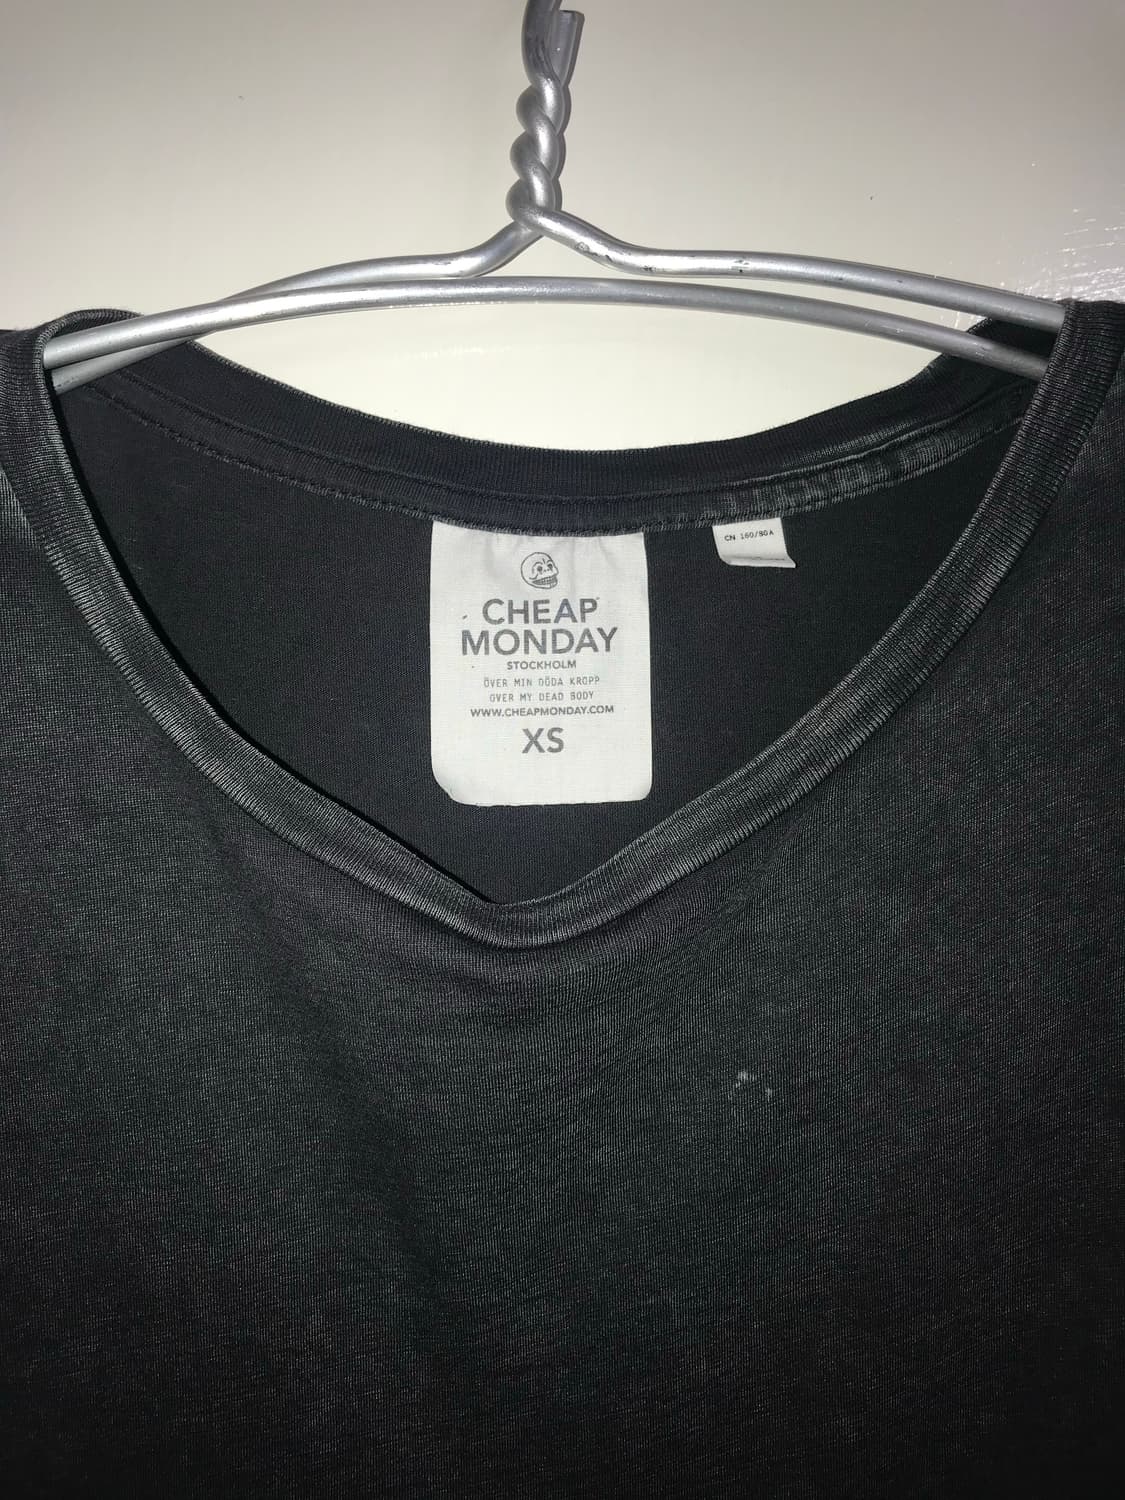 CHEAP
MONDAY
STOCKHOLM
ÖVER MIN DÖDA KROPP
OVER MY DEAD BODY
WWW.CHEAPMONDAY.COM
XS
CN 160/80A